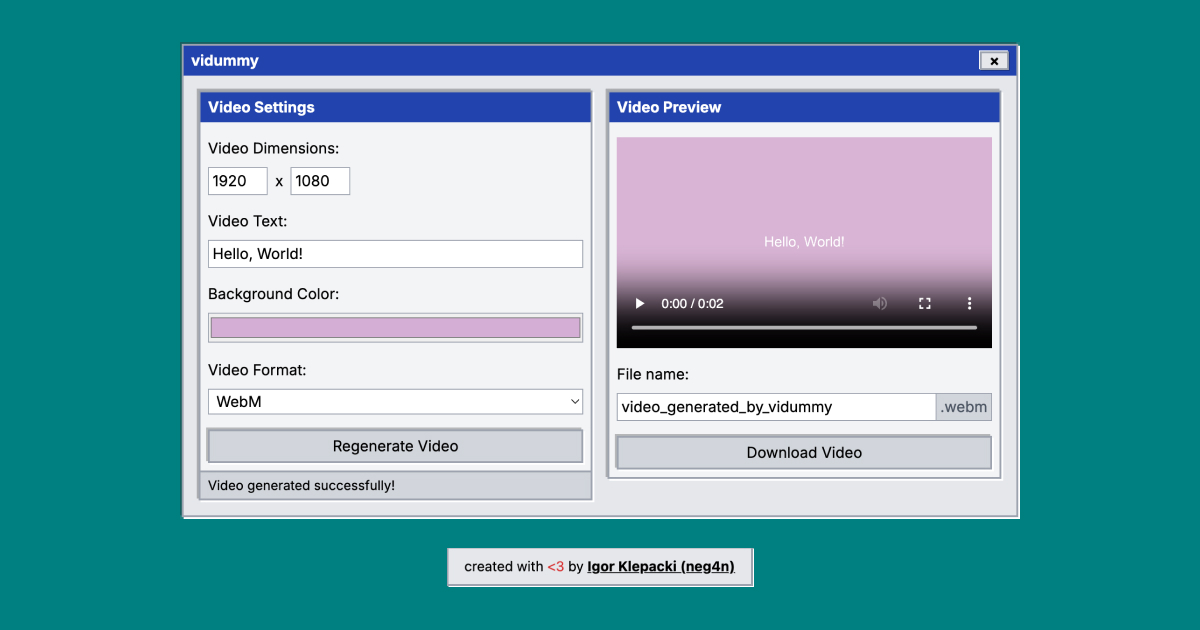 vidummy
×
Video Settings
Video Dimensions:
1920 x 1080
Video Text:
Hello, World!
Background Color:
Video Format:
WebM
Regenerate Video
Video generated successfully!
Video Preview
Hello, World!
0:00 / 0:02
File name:
video_generated_by_vidummy .webm
Download Video
created with <3 by Igor Klepacki (neg4n)